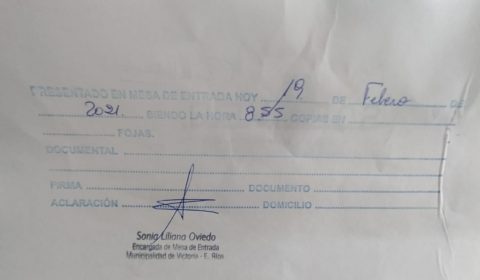 PRESENTADO EN MESA DE ENTRADA HOY 19 DE Febrero DE
2021. SIENDO LA HORA 8.55 COPIAS EN
FOJAS.
DOCUMENTAL
FIRMA DOCUMENTO
ACLARACIÓN DOMICILIO
Sonia Liliana Oviedo
Encargada de Mesa de Entrada
Municipalidad de Victoria - E. Ríos